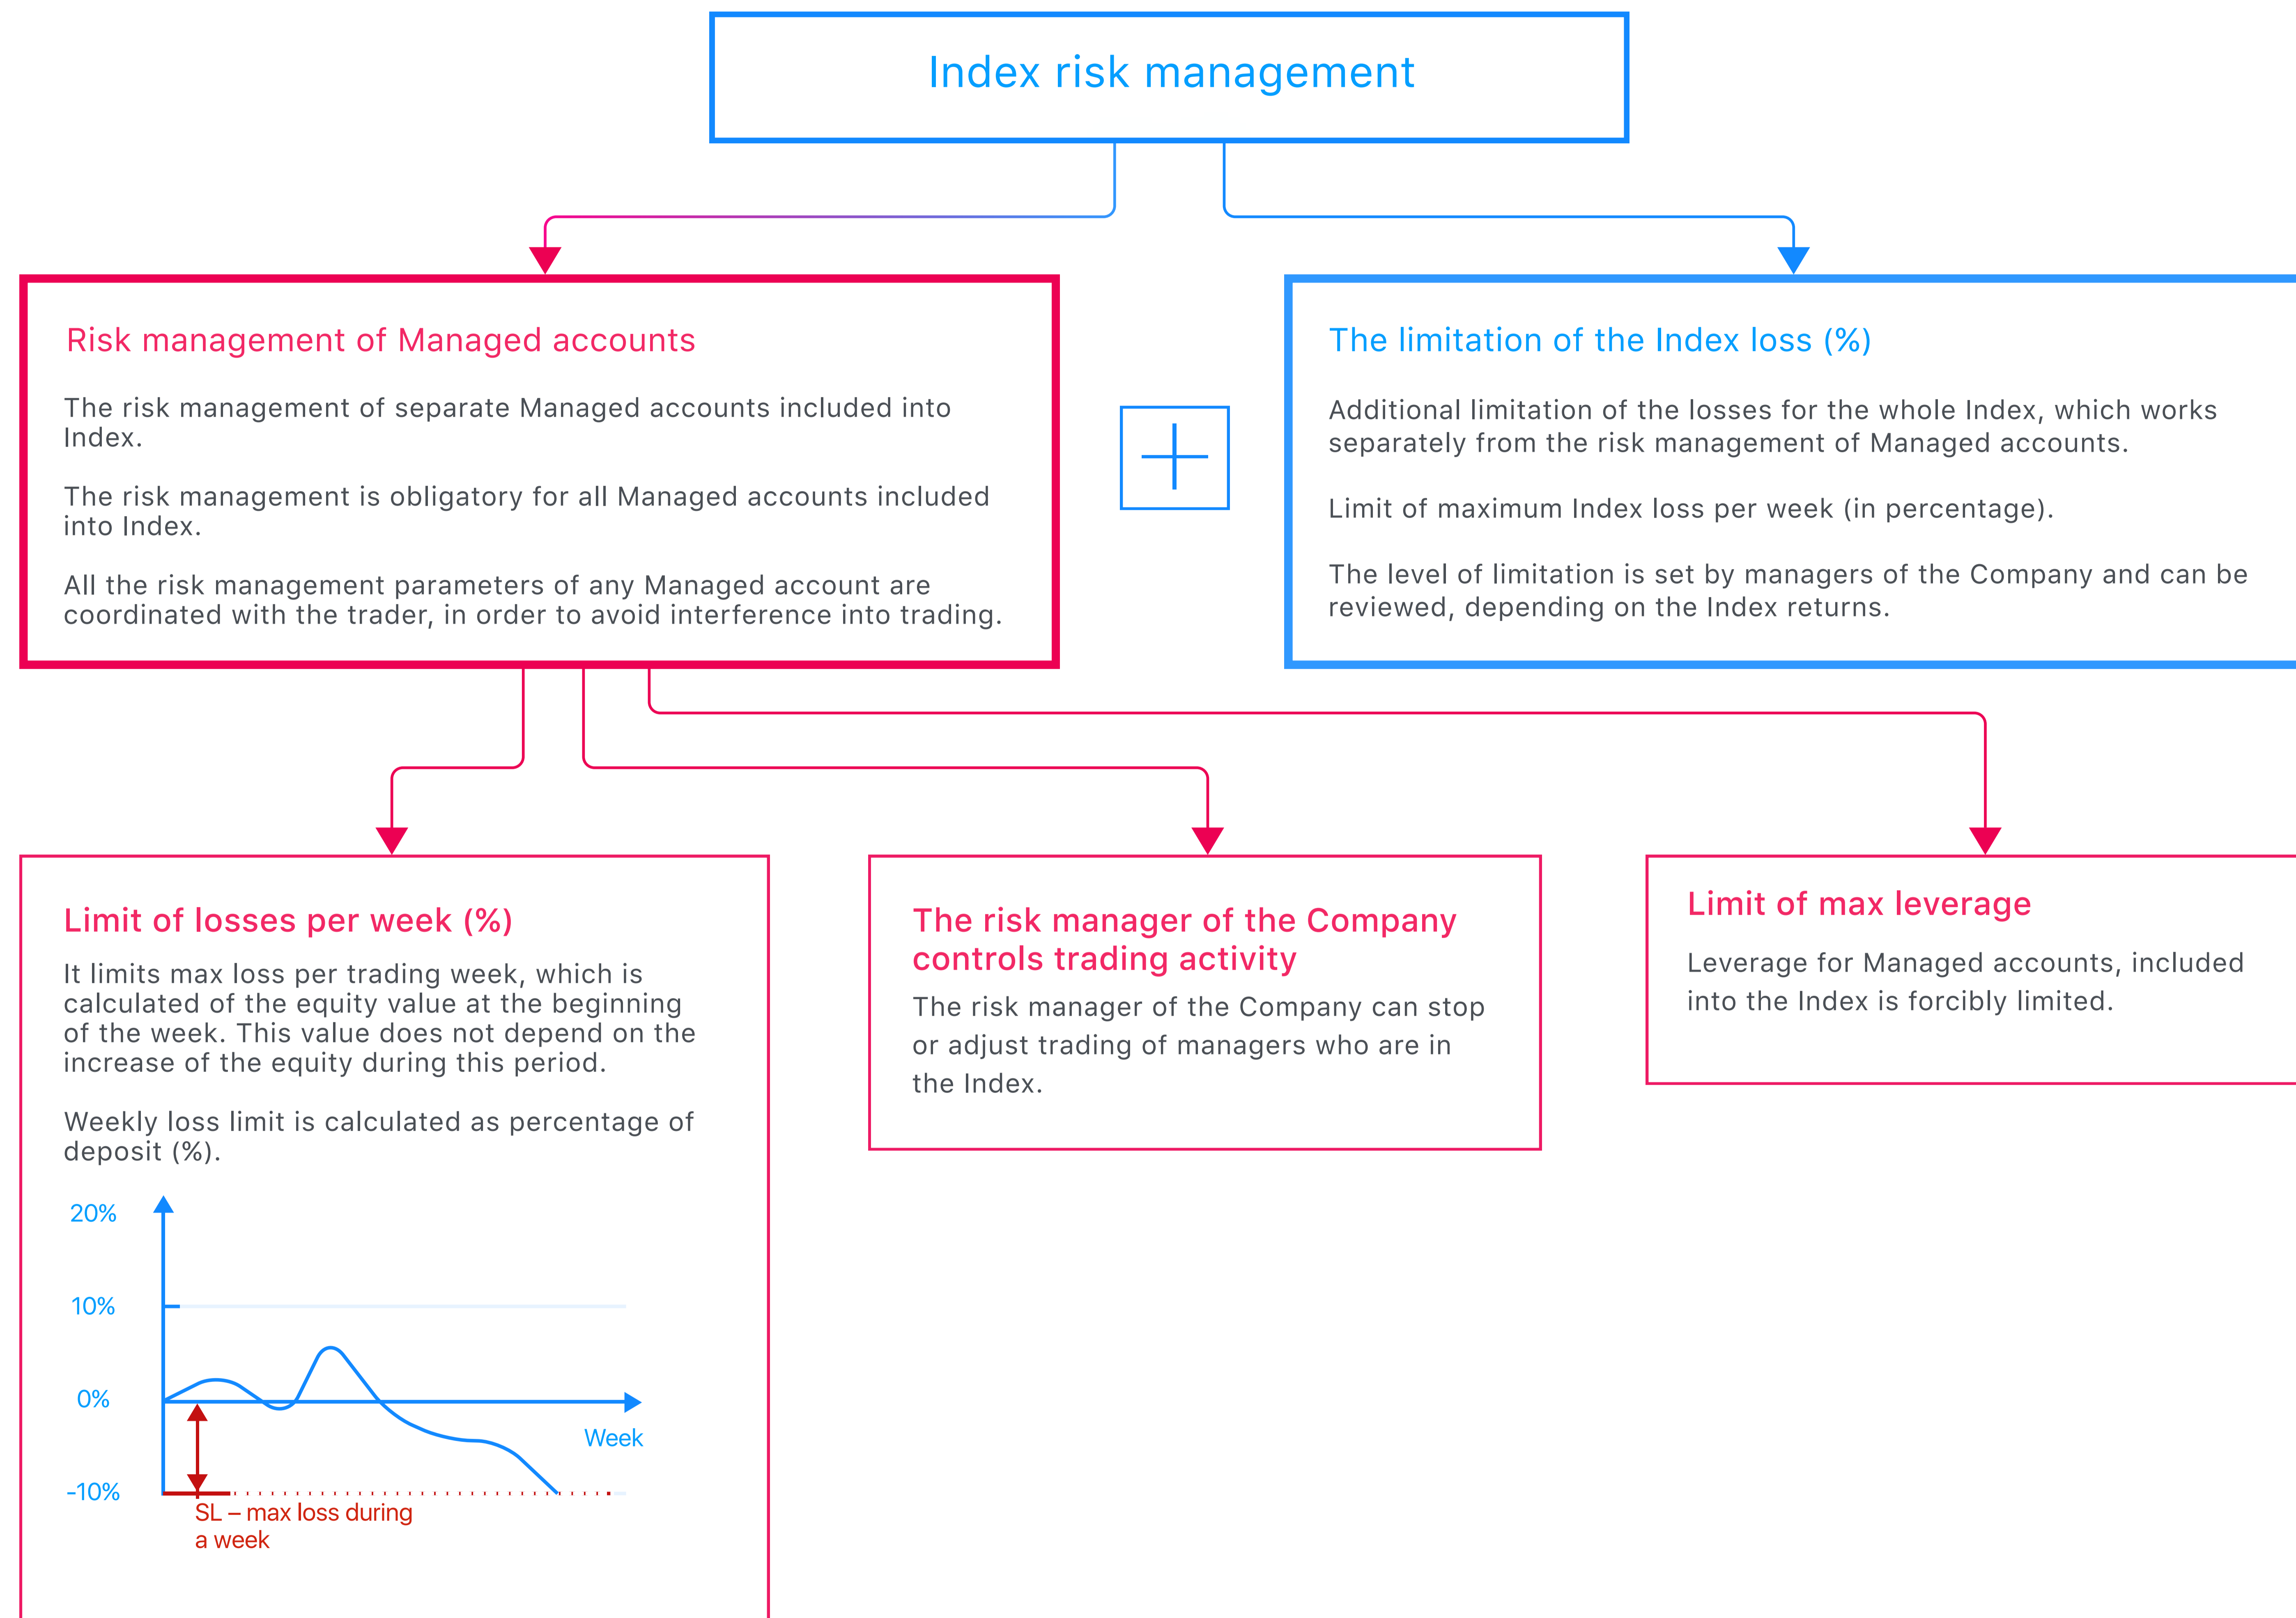 Index risk management
Risk management of Managed accounts
The risk management of separate Managed accounts included into
Index.
The risk management is obligatory for all Managed accounts included
into Index.
All the risk management parameters of any Managed account are
coordinated with the trader, in order to avoid interference into trading.
The limitation of the Index loss (%)
Additional limitation of the losses for the whole Index, which works
separately from the risk management of Managed accounts.
Limit of maximum Index loss per week (in percentage).
The level of limitation is set by managers of the Company and can be
reviewed, depending on the Index returns.
Limit of losses per week (%)
It limits max loss per trading week, which is
calculated of the equity value at the beginning
of the week. This value does not depend on the
increase of the equity during this period.
Weekly loss limit is calculated as percentage of
deposit (%).
20%
10%
0%
Week
-10%
SL – max loss during
a week
The risk manager of the Company
controls trading activity
The risk manager of the Company can stop
or adjust trading of managers who are in
the Index.
Limit of max leverage
Leverage for Managed accounts, included
into the Index is forcibly limited.